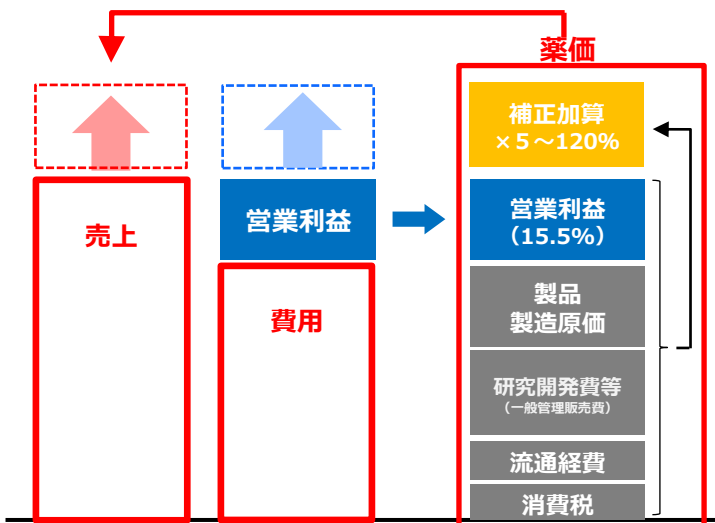 薬価
補正加算
×5~120%
売上
営業利益
営業利益
(15.5%)
費用
製品
製造原価
研究開発費等
(一般管理販売費)
流通経費
消費税